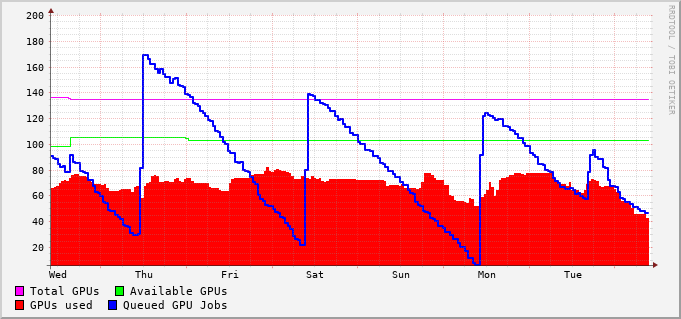 200
180
160
140
120
100
80
60
40
20
Wed Thu Fri Sat Sun Mon Tue
Total GPUs Available GPUs
GPUs used Queued GPU Jobs
RRDTOOL / TOBI OETIKER